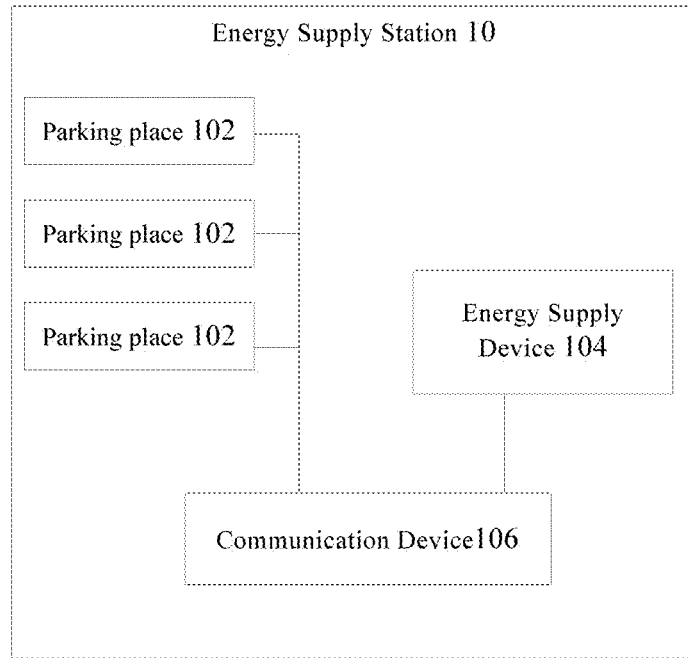 Energy Supply Station 10
Parking place 102
Parking place 102
Parking place 102
Energy Supply
Device 104
Communication Device106